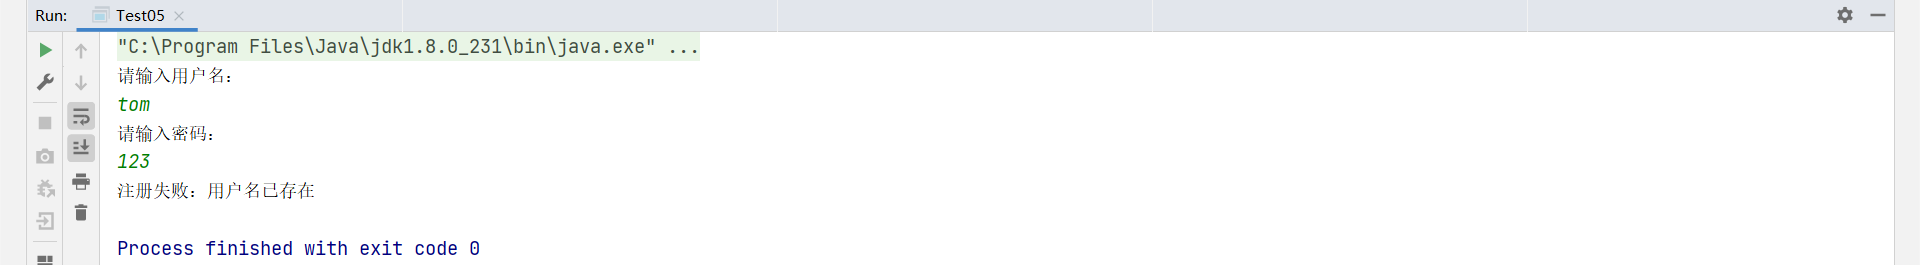 Run: Test05
"C:\Program Files\Java\jdk1.8.0_231\bin\java.exe" ...
请输入用户名：
tom
请输入密码：
123
注册失败：用户名已存在
Process finished with exit code 0